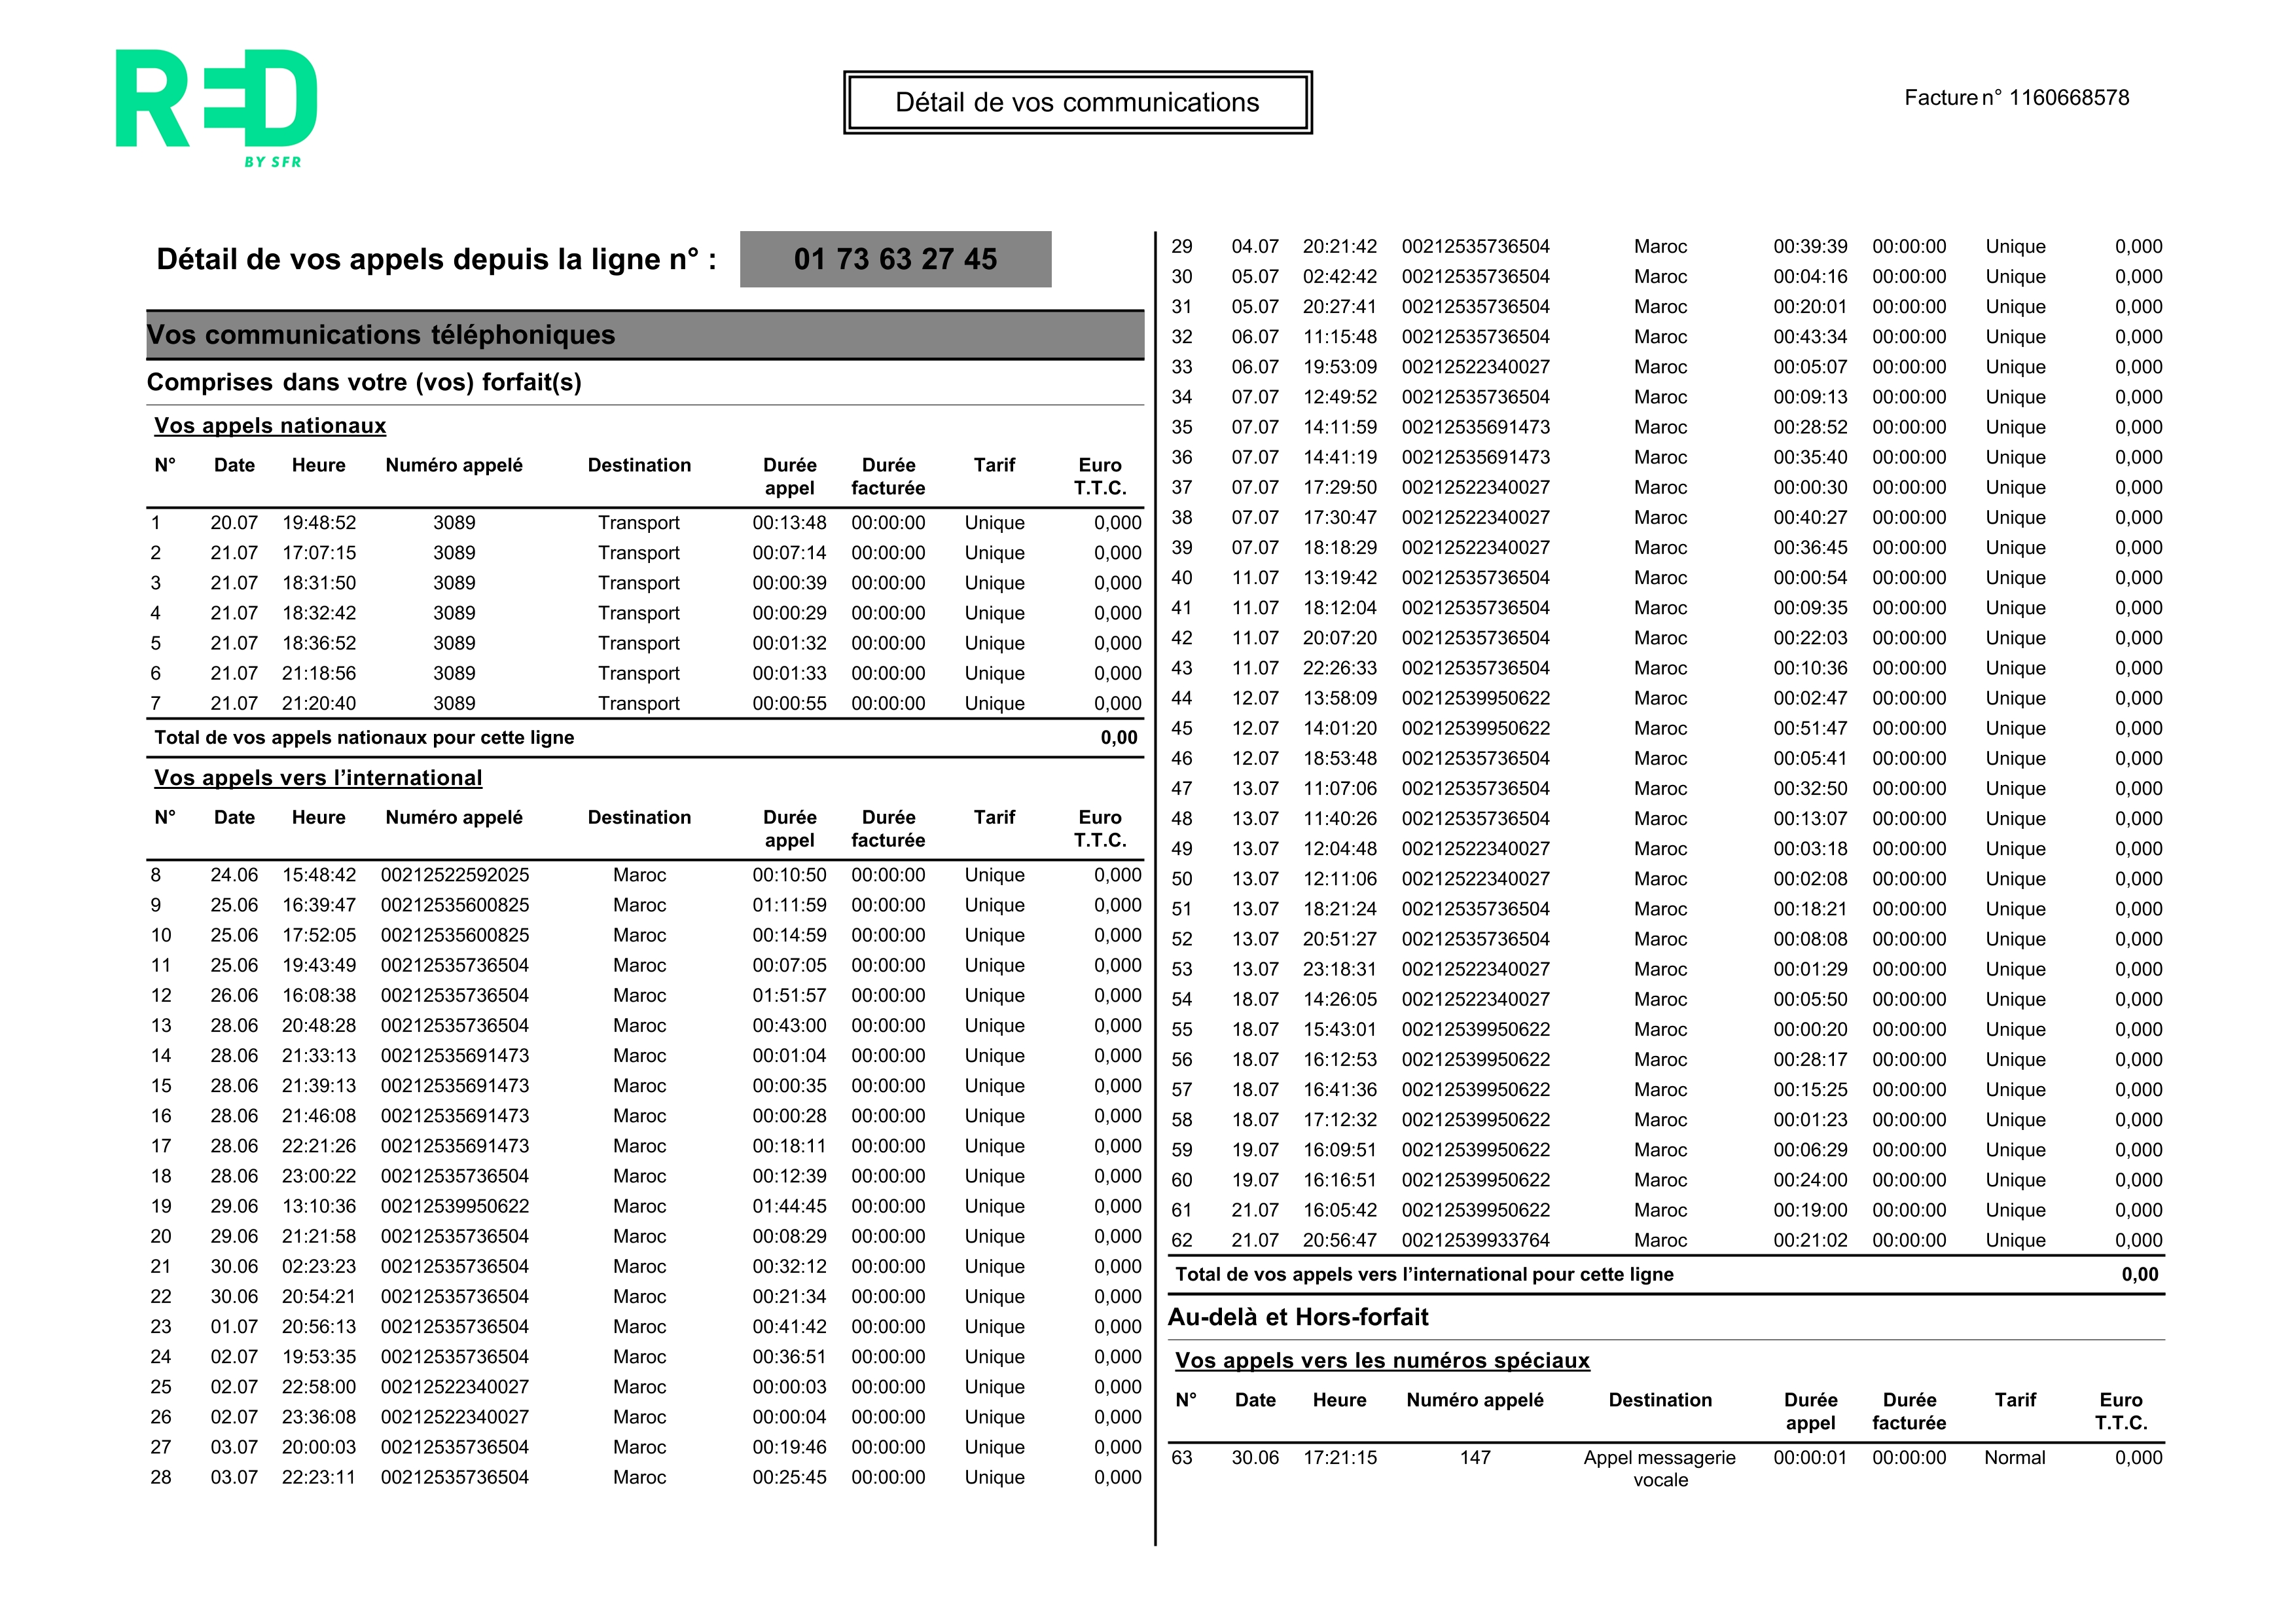 RED
BY SFR
Détail de vos communications
Facture n° 1160668578
Détail de vos appels depuis la ligne n° : 01 73 63 27 45
Vos communications téléphoniques
Comprises dans votre (vos) forfait(s)
Vos appels nationaux
N° Date Heure Numéro appelé Destination Durée appel Durée facturée Tarif Euro T.T.C.
1 20.07 19:48:52 3089 Transport 00:13:48 00:00:00 Unique 0,000
2 21.07 17:07:15 3089 Transport 00:07:14 00:00:00 Unique 0,000
3 21.07 18:31:50 3089 Transport 00:00:39 00:00:00 Unique 0,000
4 21.07 18:32:42 3089 Transport 00:00:29 00:00:00 Unique 0,000
5 21.07 18:36:52 3089 Transport 00:01:32 00:00:00 Unique 0,000
6 21.07 21:18:56 3089 Transport 00:01:33 00:00:00 Unique 0,000
7 21.07 21:20:40 3089 Transport 00:00:55 00:00:00 Unique 0,000
Total de vos appels nationaux pour cette ligne 0,00
Vos appels vers l’international
N° Date Heure Numéro appelé Destination Durée appel Durée facturée Tarif Euro T.T.C.
8 24.06 15:48:42 00212522592025 Maroc 00:10:50 00:00:00 Unique 0,000
9 25.06 16:39:47 00212535600825 Maroc 01:11:59 00:00:00 Unique 0,000
10 25.06 17:52:05 00212535600825 Maroc 00:14:59 00:00:00 Unique 0,000
11 25.06 19:43:49 00212535736504 Maroc 00:07:05 00:00:00 Unique 0,000
12 26.06 16:08:38 00212535736504 Maroc 01:51:57 00:00:00 Unique 0,000
13 28.06 20:48:28 00212535736504 Maroc 00:43:00 00:00:00 Unique 0,000
14 28.06 21:33:13 00212535691473 Maroc 00:01:04 00:00:00 Unique 0,000
15 28.06 21:39:13 00212535691473 Maroc 00:00:35 00:00:00 Unique 0,000
16 28.06 21:46:08 00212535691473 Maroc 00:00:28 00:00:00 Unique 0,000
17 28.06 22:21:26 00212535691473 Maroc 00:18:11 00:00:00 Unique 0,000
18 28.06 23:00:22 00212535736504 Maroc 00:12:39 00:00:00 Unique 0,000
19 29.06 13:10:36 00212539950622 Maroc 01:44:45 00:00:00 Unique 0,000
20 29.06 21:21:58 00212535736504 Maroc 00:08:29 00:00:00 Unique 0,000
21 30.06 02:23:23 00212535736504 Maroc 00:32:12 00:00:00 Unique 0,000
22 30.06 20:54:21 00212535736504 Maroc 00:21:34 00:00:00 Unique 0,000
23 01.07 20:56:13 00212535736504 Maroc 00:41:42 00:00:00 Unique 0,000
24 02.07 19:53:35 00212535736504 Maroc 00:36:51 00:00:00 Unique 0,000
25 02.07 22:58:00 00212522340027 Maroc 00:00:03 00:00:00 Unique 0,000
26 02.07 23:36:08 00212522340027 Maroc 00:00:04 00:00:00 Unique 0,000
27 03.07 20:00:03 00212535736504 Maroc 00:19:46 00:00:00 Unique 0,000
28 03.07 22:23:11 00212535736504 Maroc 00:25:45 00:00:00 Unique 0,000
29 04.07 20:21:42 00212535736504 Maroc 00:39:39 00:00:00 Unique 0,000
30 05.07 02:42:42 00212535736504 Maroc 00:04:16 00:00:00 Unique 0,000
31 05.07 20:27:41 00212535736504 Maroc 00:20:01 00:00:00 Unique 0,000
32 06.07 11:15:48 00212535736504 Maroc 00:43:34 00:00:00 Unique 0,000
33 06.07 19:53:09 00212522340027 Maroc 00:05:07 00:00:00 Unique 0,000
34 07.07 12:49:52 00212535736504 Maroc 00:09:13 00:00:00 Unique 0,000
35 07.07 14:11:59 00212535691473 Maroc 00:28:52 00:00:00 Unique 0,000
36 07.07 14:41:19 00212535691473 Maroc 00:35:40 00:00:00 Unique 0,000
37 07.07 17:29:50 00212522340027 Maroc 00:00:30 00:00:00 Unique 0,000
38 07.07 17:30:47 00212522340027 Maroc 00:40:27 00:00:00 Unique 0,000
39 07.07 18:18:29 00212522340027 Maroc 00:36:45 00:00:00 Unique 0,000
40 11.07 13:19:42 00212535736504 Maroc 00:00:54 00:00:00 Unique 0,000
41 11.07 18:12:04 00212535736504 Maroc 00:09:35 00:00:00 Unique 0,000
42 11.07 20:07:20 00212535736504 Maroc 00:22:03 00:00:00 Unique 0,000
43 11.07 22:26:33 00212535736504 Maroc 00:10:36 00:00:00 Unique 0,000
44 12.07 13:58:09 00212539950622 Maroc 00:02:47 00:00:00 Unique 0,000
45 12.07 14:01:20 00212539950622 Maroc 00:51:47 00:00:00 Unique 0,000
46 12.07 18:53:48 00212535736504 Maroc 00:05:41 00:00:00 Unique 0,000
47 13.07 11:07:06 00212535736504 Maroc 00:32:50 00:00:00 Unique 0,000
48 13.07 11:40:26 00212535736504 Maroc 00:13:07 00:00:00 Unique 0,000
49 13.07 12:04:48 00212522340027 Maroc 00:03:18 00:00:00 Unique 0,000
50 13.07 12:11:06 00212522340027 Maroc 00:02:08 00:00:00 Unique 0,000
51 13.07 18:21:24 00212535736504 Maroc 00:18:21 00:00:00 Unique 0,000
52 13.07 20:51:27 00212535736504 Maroc 00:08:08 00:00:00 Unique 0,000
53 13.07 23:18:31 00212522340027 Maroc 00:01:29 00:00:00 Unique 0,000
54 18.07 14:26:05 00212522340027 Maroc 00:05:50 00:00:00 Unique 0,000
55 18.07 15:43:01 00212539950622 Maroc 00:00:20 00:00:00 Unique 0,000
56 18.07 16:12:53 00212539950622 Maroc 00:28:17 00:00:00 Unique 0,000
57 18.07 16:41:36 00212539950622 Maroc 00:15:25 00:00:00 Unique 0,000
58 18.07 17:12:32 00212539950622 Maroc 00:01:23 00:00:00 Unique 0,000
59 19.07 16:09:51 00212539950622 Maroc 00:06:29 00:00:00 Unique 0,000
60 19.07 16:16:51 00212539950622 Maroc 00:24:00 00:00:00 Unique 0,000
61 21.07 16:05:42 00212539950622 Maroc 00:19:00 00:00:00 Unique 0,000
62 21.07 20:56:47 00212539933764 Maroc 00:21:02 00:00:00 Unique 0,000
Total de vos appels vers l’international pour cette ligne 0,00
Au-delà et Hors-forfait
Vos appels vers les numéros spéciaux
N° Date Heure Numéro appelé Destination Durée appel Durée facturée Tarif Euro T.T.C.
63 30.06 17:21:15 147 Appel messagerie vocale 00:00:01 00:00:00 Normal 0,000